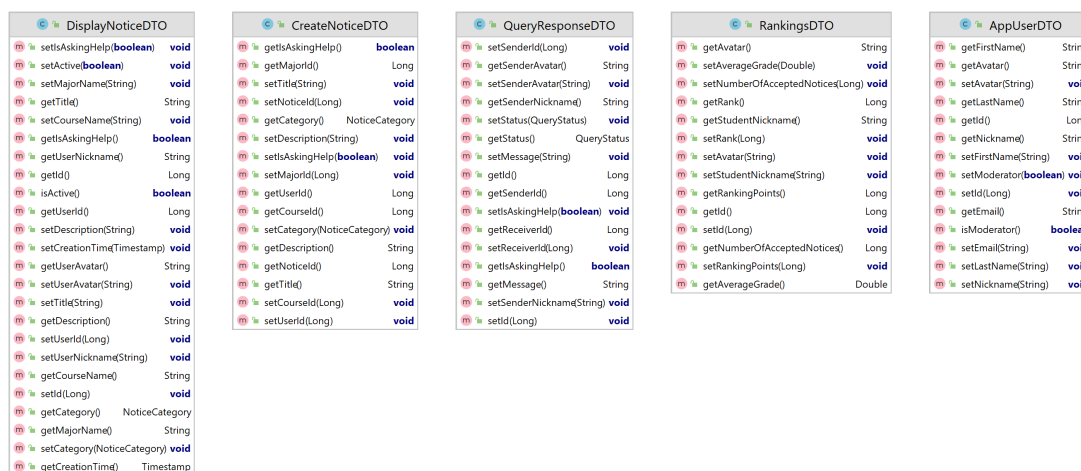 DisplayNoticeDTO
setIsAskingHelp(boolean) void
setActive(boolean) void
setMajorName(String) void
getTitle() String
setCourseName(String) void
getIsAskingHelp() boolean
getUserNickname() String
getId() Long
isActive() boolean
getUserId() Long
setDescription(String) void
setCreationTime(Timestamp) void
getUserAvatar() String
setUserAvatar(String) void
setTitle(String) void
getDescription() String
setUserId(Long) void
setUserNickname(String) void
getCourseName() String
setId(Long) void
getCategory() NoticeCategory
getMajorName() String
setCategory(NoticeCategory) void
getCreationTime() Timestamp
CreateNoticeDTO
getIsAskingHelp() boolean
getMajorId() Long
setTitle(String) void
setNoticeId(Long) void
getCategory() NoticeCategory
setDescription(String) void
setIsAskingHelp(boolean) void
setMajorId(Long) void
getUserId() Long
getCourseId() Long
setCategory(NoticeCategory) void
getDescription() String
getNoticeId() Long
getTitle() String
setCourseId(Long) void
setUserId(Long) void
QueryResponseDTO
setSenderId(Long) void
getSenderAvatar() String
setSenderAvatar(String) void
getSenderNickname() String
setStatus(QueryStatus) void
getStatus() QueryStatus
setMessage(String) void
getId() Long
getSenderId() Long
setIsAskingHelp(boolean) void
getReceiverId() Long
setReceiverId(Long) void
getIsAskingHelp() boolean
getMessage() String
setSenderNickname(String) void
setId(Long) void
RankingsDTO
getAvatar() String
setAverageGrade(Double) void
setNumberOfAcceptedNotices(Long) void
getRank() Long
getStudentNickname() String
setRank(Long) void
setAvatar(String) void
setStudentNickname(String) void
getRankingPoints() Long
getId() Long
setId(Long) void
getNumberOfAcceptedNotices() Long
setRankingPoints(Long) void
getAverageGrade() Double
AppUserDTO
getFirstName()
getAvatar()
setAvatar(String)
getLastName()
getId()
getNickname()
setFirstName(String)
setModerator(boolean)
setId(Long)
getEmail()
isModerator()
setEmail(String)
setLastName(String)
setNickname(String)